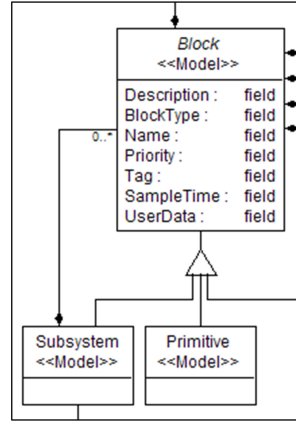 Block
<<Model>>
Description : field
BlockType : field
Name : field
Priority : field
Tag : field
SampleTime : field
UserData : field
0..*
Subsystem
<<Model>>
Primitive
<<Model>>